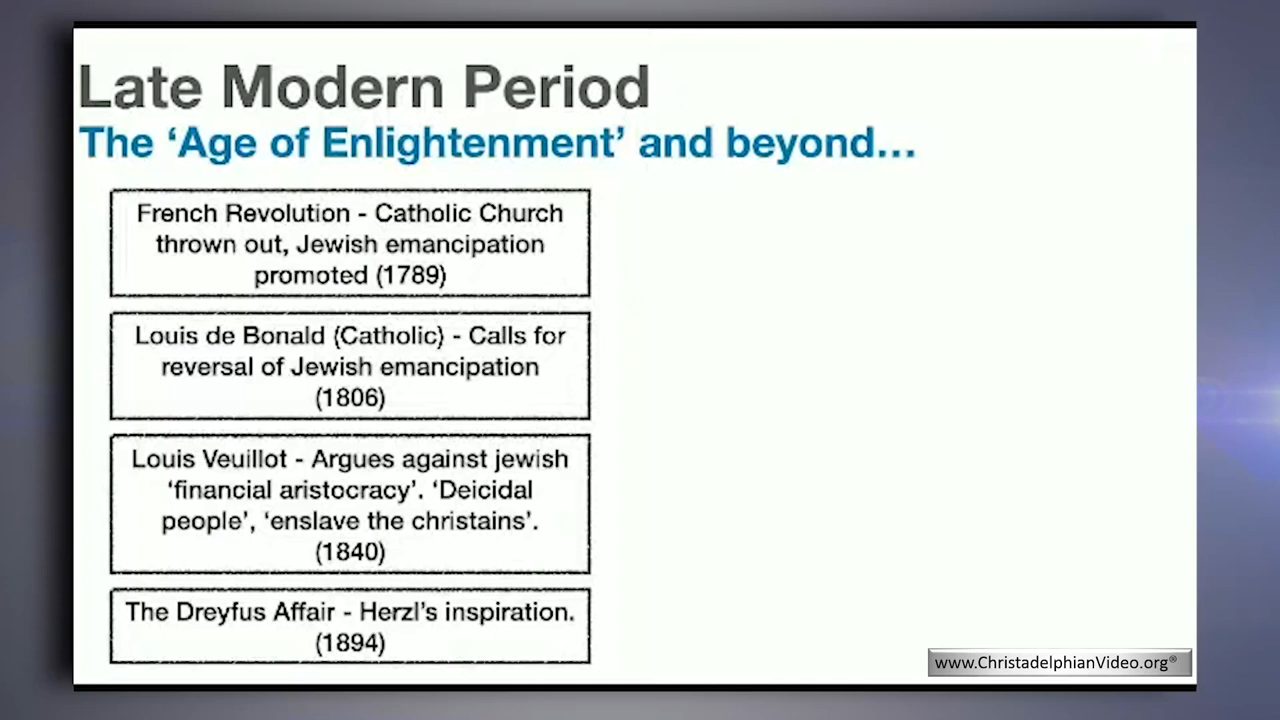 Late Modern Period
The ‘Age of Enlightenment’ and beyond...
French Revolution - Catholic Church
thrown out, Jewish emancipation
promoted (1789)
Louis de Bonald (Catholic) - Calls for
reversal of Jewish emancipation
(1806)
Louis Veuillot - Argues against jewish
‘financial aristocracy’. ‘Deicidal
people’, ‘enslave the christains’.
(1840)
The Dreyfus Affair - Herzl’s inspiration.
(1894)
www.ChristadelphianVideo.org®